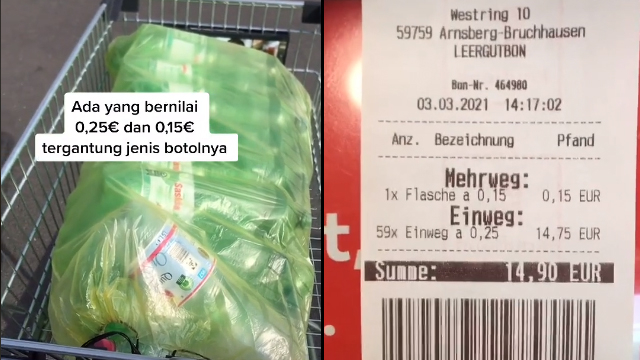 Ada yang bernilai
0,25€ dan 0,15€
tergantung jenis botolnya
Saskia
Westring 10
59759 Arnsberg-Bruchhausen
LEERGUTBON
Bon-Nr. 464980
03.03.2021 14:17:02
Anz. Bezeichnung Pfand
Mehrweg:
1x Flasche a 0,15 0,15 EUR
Einweg:
59x Einweg a 0,25 14,75 EUR
Summe: 14,90 EUR